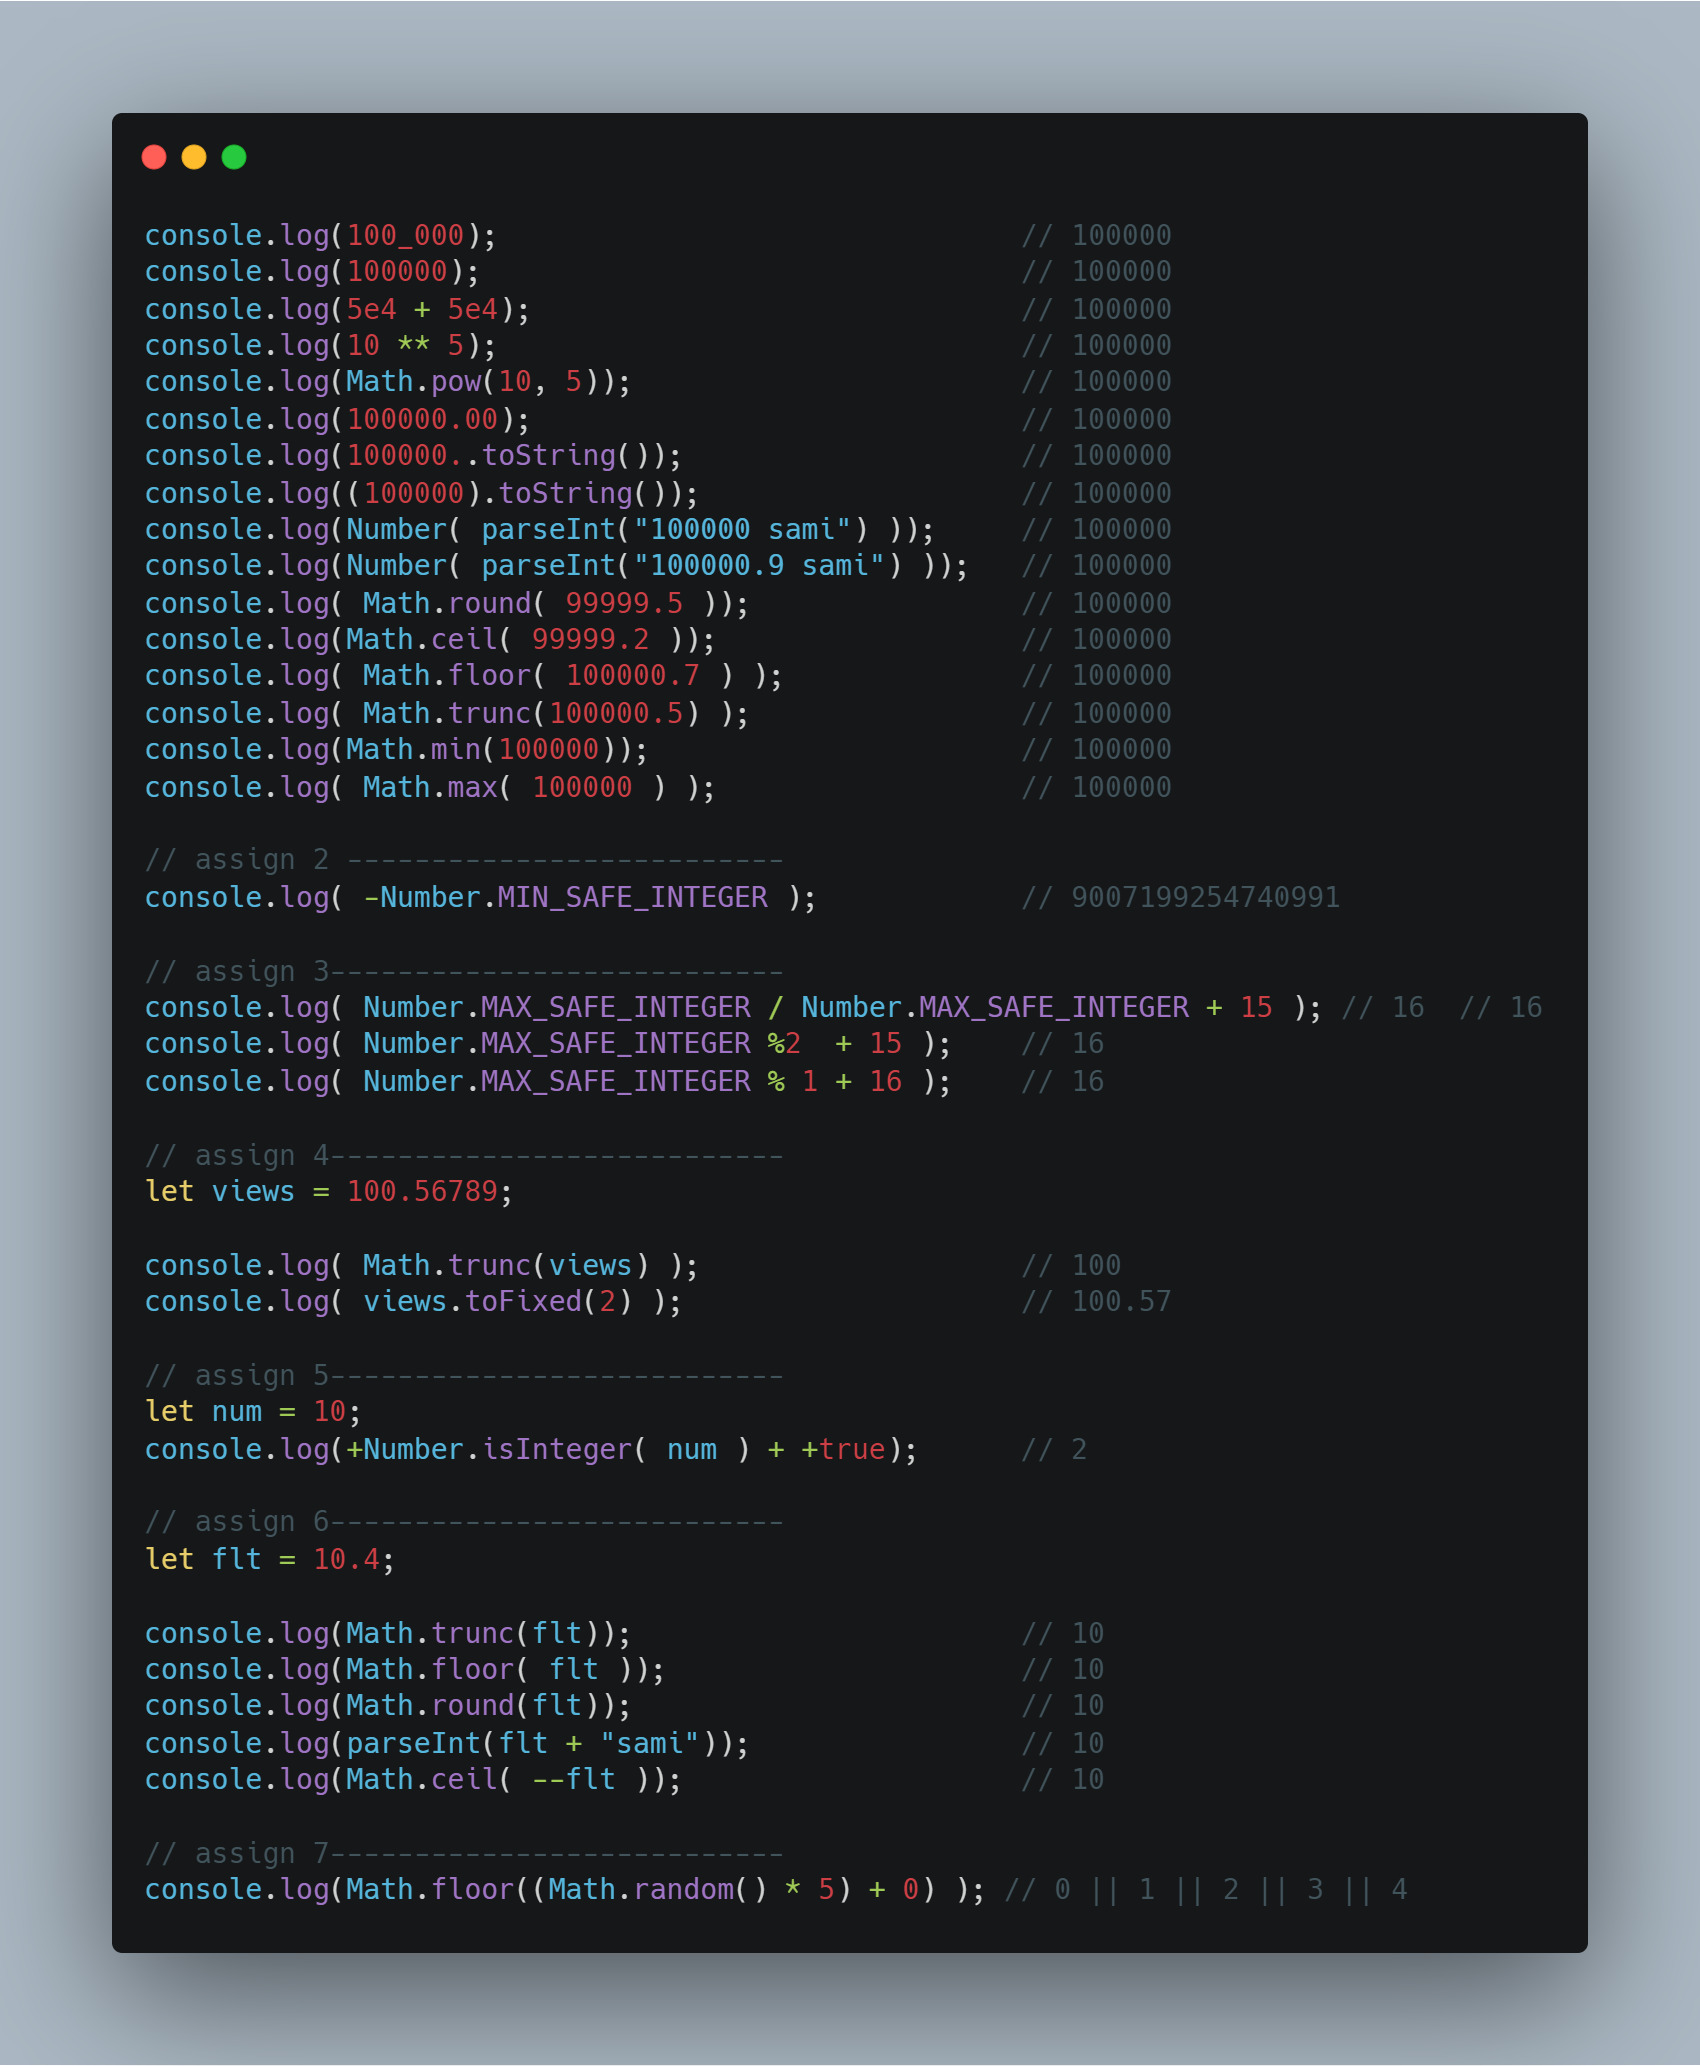 console.log(100_000);                               // 100000
console.log(100000);                                // 100000
console.log(5e4 + 5e4);                             // 100000
console.log(10 ** 5);                               // 100000
console.log(Math.pow(10, 5));                       // 100000
console.log(100000.00);                             // 100000
console.log(100000..toString());                    // 100000
console.log((100000).toString());                   // 100000
console.log(Number( parseInt("100000 sami") ));     // 100000
console.log(Number( parseInt("100000.9 sami") ));   // 100000
console.log( Math.round( 99999.5 ));                // 100000
console.log(Math.ceil( 99999.2 ));                  // 100000
console.log( Math.floor( 100000.7 ) );              // 100000
console.log( Math.trunc(100000.5) );                // 100000
console.log(Math.min(100000));                      // 100000
console.log( Math.max( 100000 ) );                  // 100000
// assign 2 --------------------------
console.log( -Number.MIN_SAFE_INTEGER );            // 9007199254740991
// assign 3---------------------------
console.log( Number.MAX_SAFE_INTEGER / Number.MAX_SAFE_INTEGER + 15 ); // 16  // 16
console.log( Number.MAX_SAFE_INTEGER %2  + 15 );    // 16
console.log( Number.MAX_SAFE_INTEGER % 1 + 16 );    // 16
// assign 4---------------------------
let views = 100.56789;
console.log( Math.trunc(views) );                   // 100
console.log( views.toFixed(2) );                    // 100.57
// assign 5---------------------------
let num = 10;
console.log(+Number.isInteger( num ) + +true);      // 2
// assign 6---------------------------
let flt = 10.4;
console.log(Math.trunc(flt));                       // 10
console.log(Math.floor( flt ));                     // 10
console.log(Math.round(flt));                       // 10
console.log(parseInt(flt + "sami"));                // 10
console.log(Math.ceil( --flt ));                    // 10
// assign 7---------------------------
console.log(Math.floor((Math.random() * 5) + 0) ); // 0 || 1 || 2 || 3 || 4